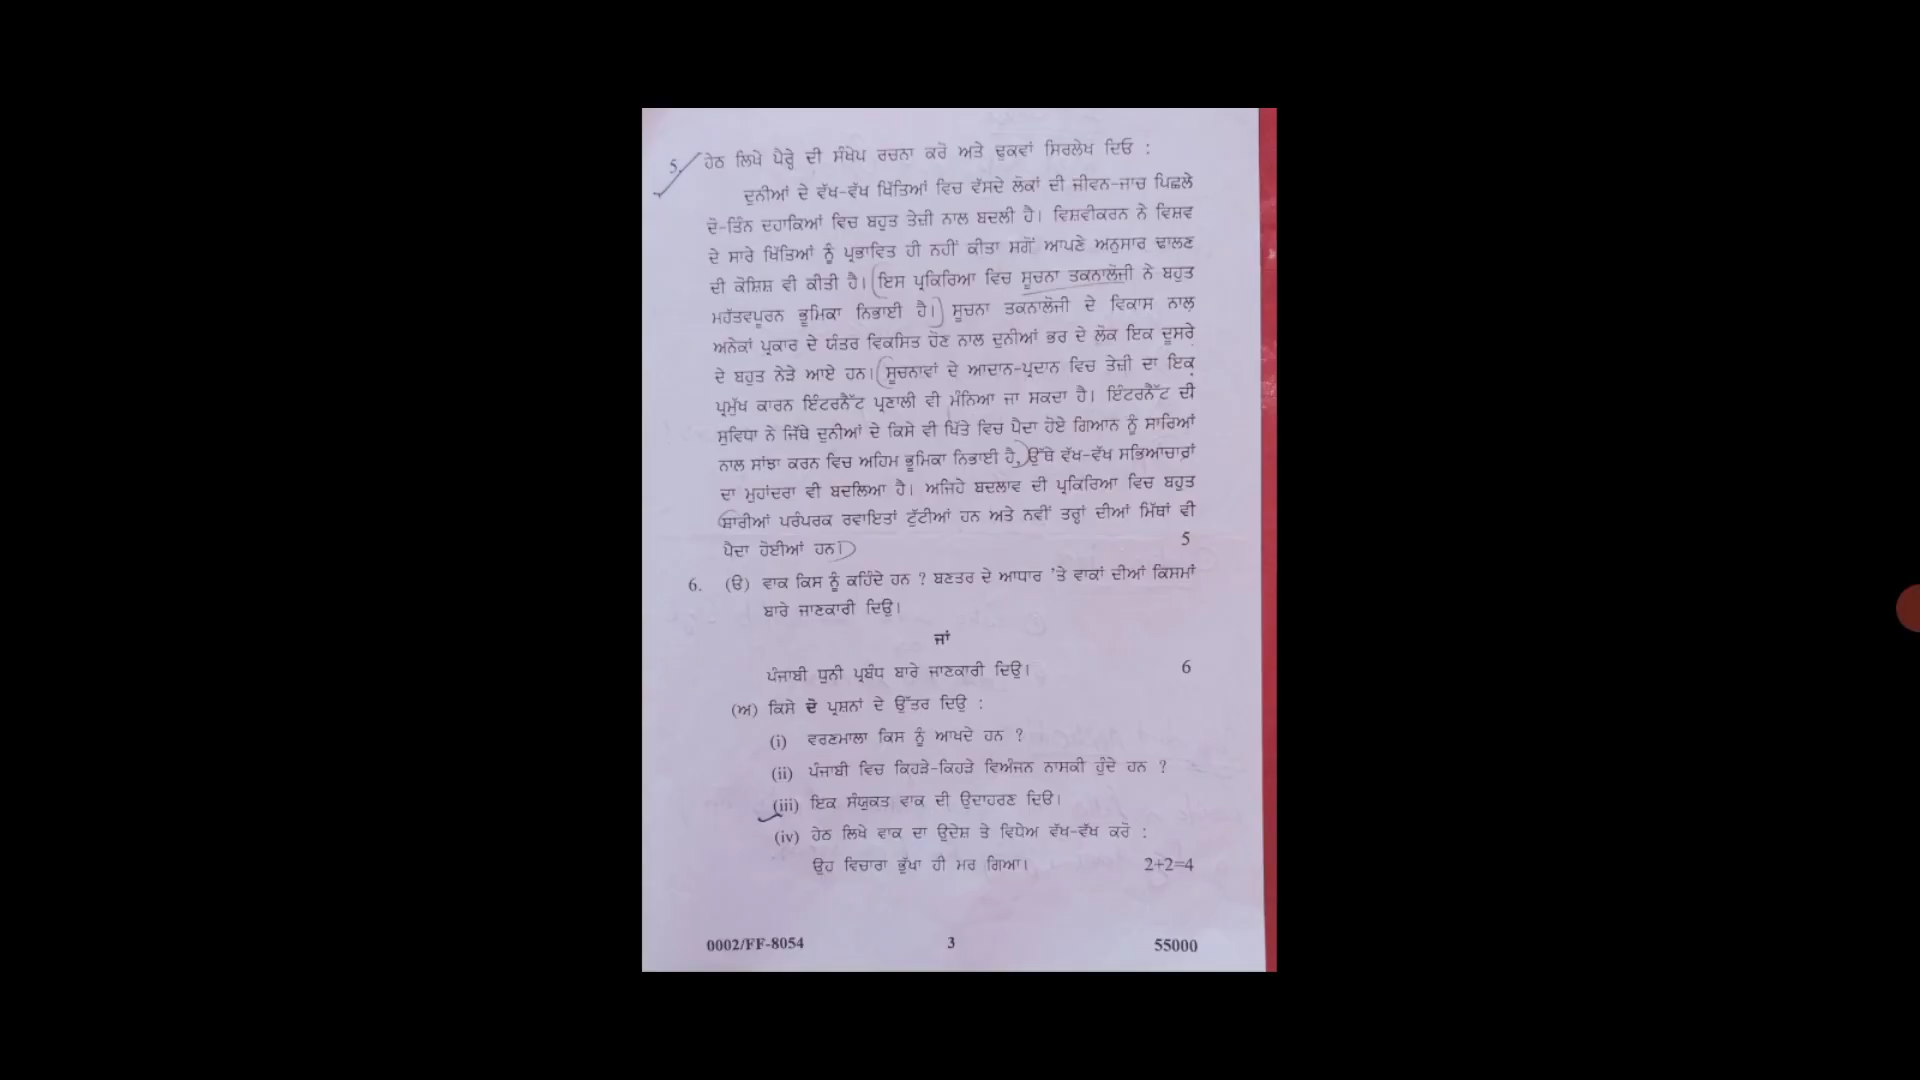 5. ਹੇਠ ਲਿਖੇ ਪੈਰ੍ਹੇ ਦੀ ਸੰਖੇਪ ਰਚਨਾ ਕਰੋ ਅਤੇ ਢੁਕਵਾਂ ਸਿਰਲੇਖ ਦਿਓ :
ਦੁਨੀਆਂ ਦੇ ਵੱਖ-ਵੱਖ ਖਿੱਤਿਆਂ ਵਿਚ ਵੱਸਦੇ ਲੋਕਾਂ ਦੀ ਜੀਵਨ-ਜਾਚ ਪਿਛਲੇ
ਦੋ-ਤਿੰਨ ਦਹਾਕਿਆਂ ਵਿਚ ਬਹੁਤ ਤੇਜ਼ੀ ਨਾਲ ਬਦਲੀ ਹੈ। ਵਿਸ਼ਵੀਕਰਨ ਨੇ ਵਿਸ਼ਵ
ਦੇ ਸਾਰੇ ਖਿੱਤਿਆਂ ਨੂੰ ਪ੍ਰਭਾਵਿਤ ਹੀ ਨਹੀਂ ਕੀਤਾ ਸਗੋਂ ਆਪਣੇ ਅਨੁਸਾਰ ਢਾਲਣ
ਦੀ ਕੋਸ਼ਿਸ਼ ਵੀ ਕੀਤੀ ਹੈ। ਇਸ ਪ੍ਰਕਿਰਿਆ ਵਿਚ ਸੂਚਨਾ ਤਕਨਾਲੋਜੀ ਨੇ ਬਹੁਤ
ਮਹੱਤਵਪੂਰਨ ਭੂਮਿਕਾ ਨਿਭਾਈ ਹੈ। ਸੂਚਨਾ ਤਕਨਾਲੋਜੀ ਦੇ ਵਿਕਾਸ ਨਾਲ
ਅਨੇਕਾਂ ਪ੍ਰਕਾਰ ਦੇ ਯੰਤਰ ਵਿਕਸਿਤ ਹੋਣ ਨਾਲ ਦੁਨੀਆਂ ਭਰ ਦੇ ਲੋਕ ਇਕ ਦੂਸਰੇ
ਦੇ ਬਹੁਤ ਨੇੜੇ ਆਏ ਹਨ। ਸੂਚਨਾਵਾਂ ਦੇ ਆਦਾਨ-ਪ੍ਰਦਾਨ ਵਿਚ ਤੇਜ਼ੀ ਦਾ ਇਕ
ਪ੍ਰਮੁੱਖ ਕਾਰਨ ਇੰਟਰਨੈੱਟ ਪ੍ਰਣਾਲੀ ਵੀ ਮੰਨਿਆ ਜਾ ਸਕਦਾ ਹੈ। ਇੰਟਰਨੈੱਟ ਦੀ
ਸੁਵਿਧਾ ਨੇ ਜਿੱਥੇ ਦੁਨੀਆਂ ਦੇ ਕਿਸੇ ਵੀ ਖਿੱਤੇ ਵਿਚ ਪੈਦਾ ਹੋਏ ਗਿਆਨ ਨੂੰ ਸਾਰਿਆਂ
ਨਾਲ ਸਾਂਝਾ ਕਰਨ ਵਿਚ ਅਹਿਮ ਭੂਮਿਕਾ ਨਿਭਾਈ ਹੈ, ਉੱਥੇ ਵੱਖ-ਵੱਖ ਸਭਿਆਚਾਰਾਂ
ਦਾ ਮੁਹਾਂਦਰਾ ਵੀ ਬਦਲਿਆ ਹੈ। ਅਜਿਹੇ ਬਦਲਾਵ ਦੀ ਪ੍ਰਕਿਰਿਆ ਵਿਚ ਬਹੁਤ
ਸਾਰੀਆਂ ਪਰੰਪਰਕ ਰਵਾਇਤਾਂ ਟੁੱਟੀਆਂ ਹਨ ਅਤੇ ਨਵੀਂ ਤਰ੍ਹਾਂ ਦੀਆਂ ਮਿੱਥਾਂ ਵੀ
ਪੈਦਾ ਹੋਈਆਂ ਹਨ। 5
6. (ੳ) ਵਾਕ ਕਿਸ ਨੂੰ ਕਹਿੰਦੇ ਹਨ ? ਬਣਤਰ ਦੇ ਆਧਾਰ 'ਤੇ ਵਾਕਾਂ ਦੀਆਂ ਕਿਸਮਾਂ
ਬਾਰੇ ਜਾਣਕਾਰੀ ਦਿਉ।
ਜਾਂ
ਪੰਜਾਬੀ ਧੁਨੀ ਪ੍ਰਬੰਧ ਬਾਰੇ ਜਾਣਕਾਰੀ ਦਿਉ। 6
(ਅ) ਕਿਸੇ ਦੋ ਪ੍ਰਸ਼ਨਾਂ ਦੇ ਉੱਤਰ ਦਿਉ :
(i) ਵਰਣਮਾਲਾ ਕਿਸ ਨੂੰ ਆਖਦੇ ਹਨ ?
(ii) ਪੰਜਾਬੀ ਵਿਚ ਕਿਹੜੇ-ਕਿਹੜੇ ਵਿਅੰਜਨ ਨਾਸਕੀ ਹੁੰਦੇ ਹਨ ?
(iii) ਇਕ ਸੰਯੁਕਤ ਵਾਕ ਦੀ ਉਦਾਹਰਣ ਦਿਓ।
(iv) ਹੇਠ ਲਿਖੇ ਵਾਕ ਦਾ ਉਦੇਸ਼ ਤੇ ਵਿਧੇਅ ਵੱਖ-ਵੱਖ ਕਰੋ :
ਉਹ ਵਿਚਾਰਾ ਭੁੱਖਾ ਹੀ ਮਰ ਗਿਆ। 2+2=4
0002/FF-8054 3 55000